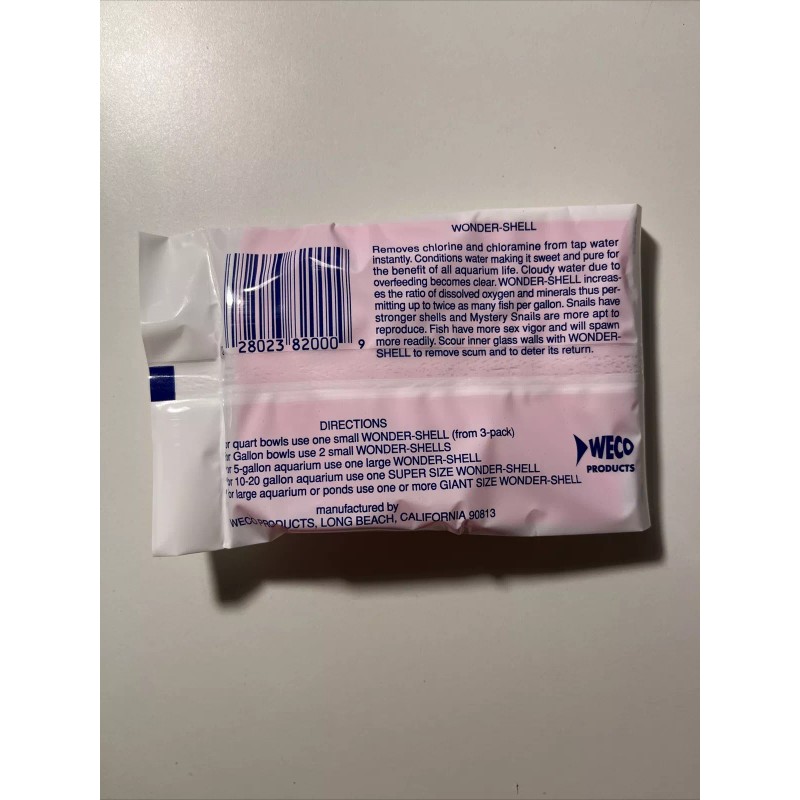 WONDER-SHELL
Removes chlorine and chloramine from tap water
instantly. Conditions water making it sweet and pure for
the benefit of all aquarium life. Cloudy water due to
overfeeding becomes clear. WONDER-SHELL increas-
es the ratio of dissolved oxygen and minerals thus per-
mitting up to twice as many fish per gallon. Snails have
stronger shells and Mystery Snails are more apt to
reproduce. Fish have more sex vigor and will spawn
more readily. Scour inner glass walls with WONDER-
SHELL to remove scum and to deter its return.
28023 82000 9
DIRECTIONS
r quart bowls use one small WONDER-SHELL (from 3-pack)
r Gallon bowls use 2 small WONDER-SHELLS
r 5-gallon aquarium use one large WONDER-SHELL
or 10-20 gallon aquarium use one SUPER SIZE WONDER-SHELL
or large aquarium or ponds use one or more GIANT SIZE WONDER-SHELL
WECO
PRODUCTS
manufactured by
WECO PRODUCTS, LONG BEACH, CALIFORNIA 90813